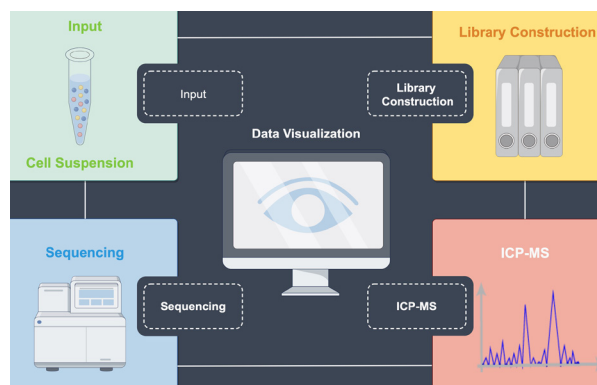 Input
Cell Suspension
Input
Library Construction
Library
Construction
Data Visualization
Sequencing
Sequencing
ICP-MS
ICP-MS